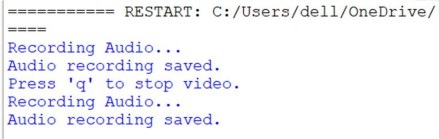 =========== RESTART: C:/Users/dell/OneDrive/
====
Recording Audio...
Audio recording saved.
Press 'q' to stop video.
Recording Audio...
Audio recording saved.